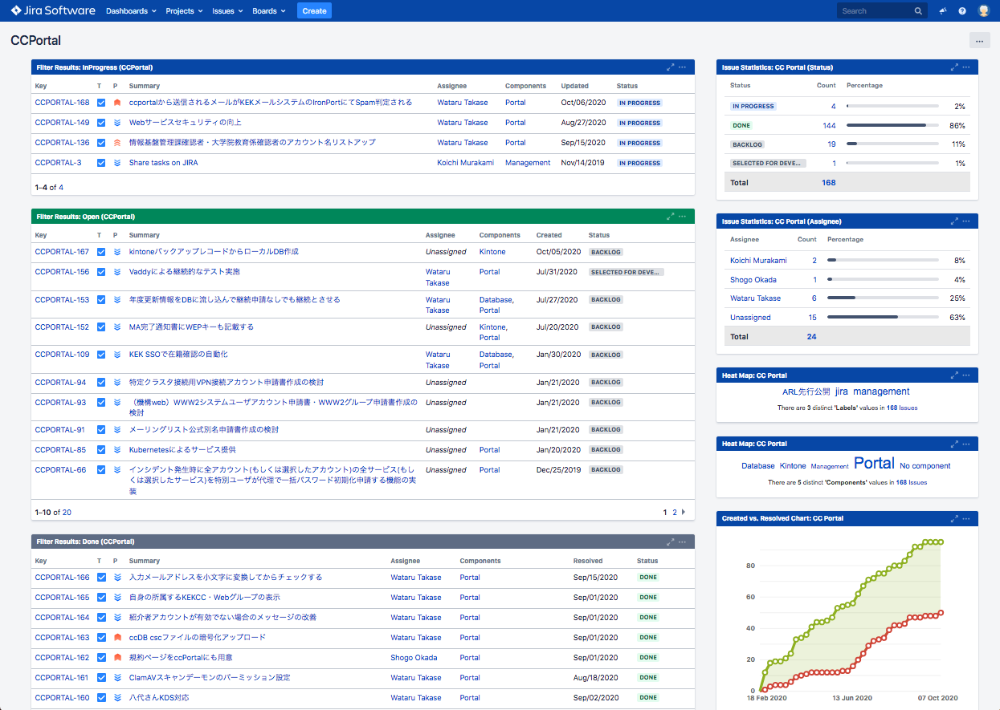 Jira Software Dashboards Projects Issues Boards Create Search
CCPortal
Filter Results: InProgress (CCPortal)
Key T P Summary Assignee Components Updated Status
CCPORTAL-168 ccportalから送信されるメールがKEKメールシステムのIronPortにてSpam判定される Wataru Takase Portal Oct/06/2020 IN PROGRESS
CCPORTAL-149 Webサービスセキュリティの向上 Wataru Takase Portal Aug/27/2020 IN PROGRESS
CCPORTAL-136 情報基盤管理課確認者・大学院教育係確認者のアカウント名リストアップ Wataru Takase Portal Sep/15/2020 IN PROGRESS
CCPORTAL-3 Share tasks on JIRA Koichi Murakami Management Nov/14/2019 IN PROGRESS
1–4 of 4
Filter Results: Open (CCPortal)
Key T P Summary Assignee Components Created Status
CCPORTAL-167 kintoneバックアップレコードからローカルDB作成 Unassigned Kintone Oct/05/2020 BACKLOG
CCPORTAL-156 Vaddyによる継続的なテスト実施 Wataru Portal Jul/31/2020 SELECTED FOR DEVE...
Takase
CCPORTAL-153 年度更新情報をDBに流し込んで継続申請なしでも継続とさせる Wataru Database, Jul/27/2020 BACKLOG
Takase Portal
CCPORTAL-152 MA完了通知書にWEPキーも記載する Unassigned Kintone, Jul/20/2020 BACKLOG
Portal
CCPORTAL-109 KEK SSOで在籍確認の自動化 Wataru Database, Jan/30/2020 BACKLOG
Takase Portal
CCPORTAL-94 特定クラスタ接続用VPN接続アカウント申請書作成の検討 Unassigned Jan/21/2020 BACKLOG
CCPORTAL-93 （機構web）WWW2システムユーザアカウント申請書・WWW2グループ申請書作成の Unassigned Jan/21/2020 BACKLOG
検討
CCPORTAL-91 メーリングリスト公式別名申請書作成の検討 Unassigned Jan/21/2020 BACKLOG
CCPORTAL-85 Kubernetesによるサービス提供 Unassigned Portal Jan/20/2020 BACKLOG
CCPORTAL-66 インシデント発生時に全アカウント(もしくは選択したアカウント)の全サービス(もし Unassigned Portal Dec/25/2019 BACKLOG
くは選択したサービス)を特別ユーザが代理で一括パスワード初期化申請する機能の実
装
1–10 of 20 1 2
Filter Results: Done (CCPortal)
Key T P Summary Assignee Components Resolved Status
CCPORTAL-166 入力メールアドレスを小文字に変換してからチェックする Wataru Takase Portal Sep/15/2020 DONE
CCPORTAL-165 自身の所属するKEKCC・Webグループの表示 Wataru Takase Portal Sep/01/2020 DONE
CCPORTAL-164 紹介者アカウントが有効でない場合のメッセージの改善 Wataru Takase Portal Sep/01/2020 DONE
CCPORTAL-163 ccDB cscファイルの暗号化アップロード Wataru Takase Portal Sep/01/2020 DONE
CCPORTAL-162 規約ページをccPortalにも用意 Shogo Okada Portal Sep/01/2020 DONE
CCPORTAL-161 ClamAVスキャンデーモンのパーミッション設定 Wataru Takase Portal Aug/18/2020 DONE
CCPORTAL-160 八代さんKDS対応 Wataru Takase Portal Sep/02/2020 DONE
Issue Statistics: CC Portal (Status)
Status Count Percentage
IN PROGRESS 4 2%
DONE 144 86%
BACKLOG 19 11%
SELECTED FOR DEVE... 1 1%
Total 168
Issue Statistics: CC Portal (Assignee)
Assignee Count Percentage
Koichi Murakami 2 8%
Shogo Okada 1 4%
Wataru Takase 6 25%
Unassigned 15 63%
Total 24
Heat Map: CC Portal
ARL先行公開 jira management
There are 3 distinct 'Labels' values in 168 Issues
Heat Map: CC Portal
Database Kintone Management Portal No component
There are 5 distinct 'Components' values in 168 Issues
Created vs. Resolved Chart: CC Portal
80
60
40
20
0
18 Feb 2020 13 Jun 2020 07 Oct 2020